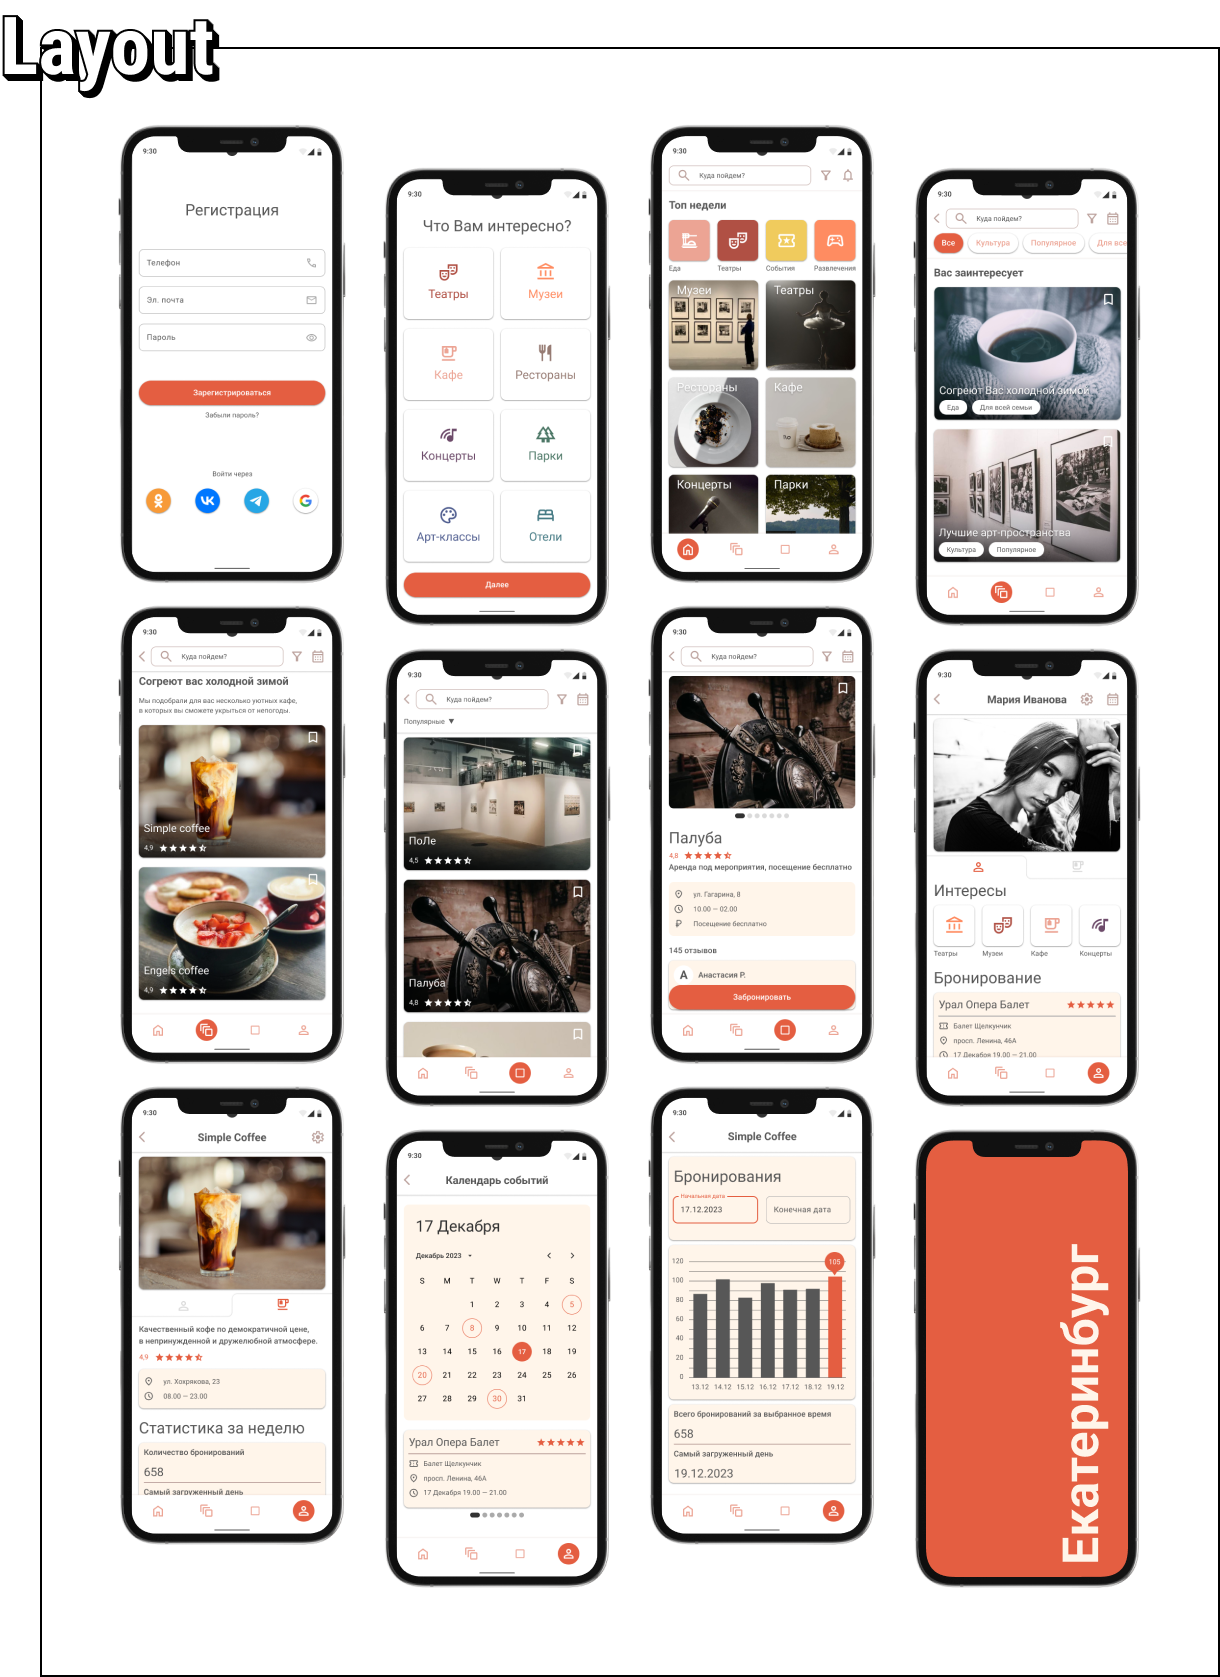 Layout
9:30
Регистрация
Телефон
Эл. почта
Пароль
Зарегистрироваться
Забыли пароль?
Войти через
9:30
Что Вам интересно?
Театры
Музеи
Кафе
Рестораны
Концерты
Парки
Арт-классы
Отели
Далее
9:30
Куда пойдем?
Топ недели
Еда
Театры
События
Развлечения
Музеи
Театры
Рестораны
Кафе
Концерты
Парки
9:30
Куда пойдем?
Все
Культура
Популярное
Для все
Вас заинтересует
Согреют Вас холодной зимой
Еда
Для всей семьи
Лучшие арт-пространства
Культура
Популярное
9:30
Куда пойдем?
Согреют вас холодной зимой
Мы подобрали для вас несколько уютных кафе,
в которых вы сможете укрыться от непогоды.
Simple coffee
4,9
Engels coffee
4,9
9:30
Куда пойдем?
Популярные ▼
ПоЛе
4,5
Палуба
4,8
9:30
Куда пойдем?
Палуба
4,8
Аренда под мероприятия, посещение бесплатно
ул. Гагарина, 8
10.00 – 02.00
Посещение бесплатно
145 отзывов
А Анастасия Р.
Забронировать
9:30
Мария Иванова
Интересы
Театры
Музеи
Кафе
Концерты
Бронирование
Урал Опера Балет
Балет Щелкунчик
просп. Ленина, 46А
17 Декабря 19.00 – 21.00
9:30
Simple Coffee
Качественный кофе по демократичной цене,
в непринужденной и дружелюбной атмосфере.
4,9
ул. Хохрякова, 23
08.00 – 23.00
Статистика за неделю
Количество бронирований
658
Самый загруженный день
9:30
Календарь событий
17 Декабря
Декабрь 2023
S M T W T F S
1 2 3 4 5
6 7 8 9 10 11 12
13 14 15 16 17 18 19
20 21 22 23 24 25 26
27 28 29 30 31
Урал Опера Балет
Балет Щелкунчик
просп. Ленина, 46А
17 Декабря 19.00 – 21.00
9:30
Simple Coffee
Бронирования
Начальная дата
17.12.2023
Конечная дата
105
120
100
80
60
40
20
0
13.12 14.12 15.12 16.12 17.12 18.12 19.12
Всего бронирований за выбранное время
658
Самый загруженный день
19.12.2023
Екатеринбург